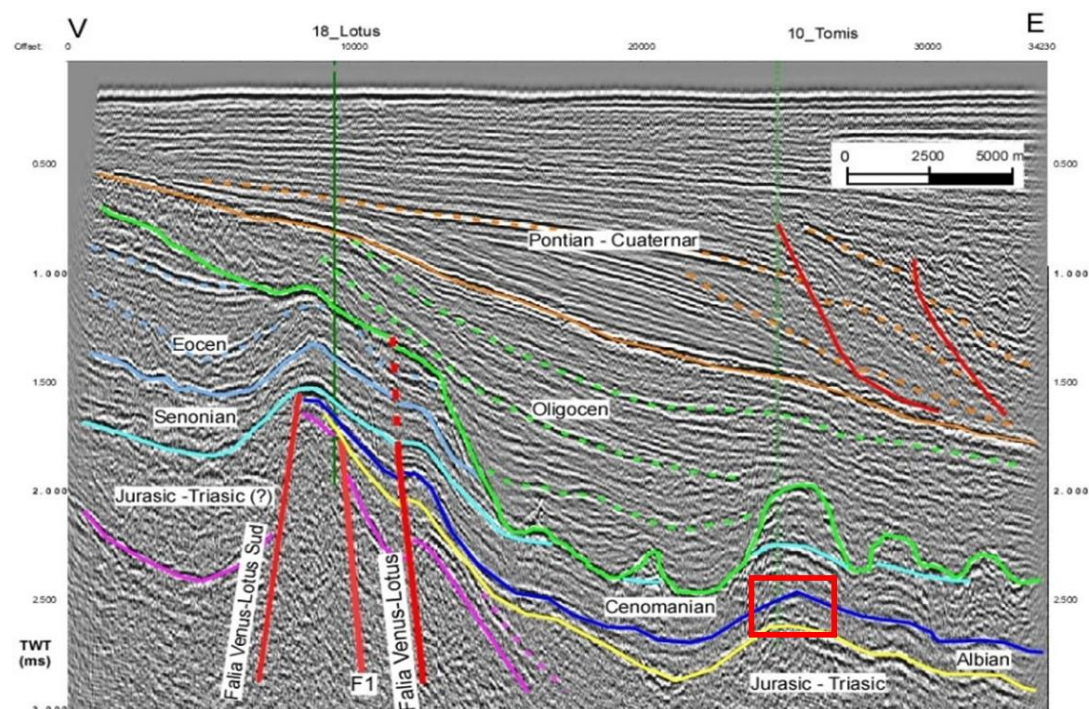 V
E
18_Lotus
10_Tomis
Offset:
0
10000
20000
30000
34230
0.500
0.500
0
2500
5000 m
Pontian - Cuaternar
1.000
1.000
Eocen
1.500
1.500
Senonian
Oligocen
Jurasic -Triasic (?)
2.000
2.000
Falia Venus-Lotus Sud
Falia Venus-Lotus
2.500
2.500
Cenomanian
TWT
(ms)
F1
Albian
Jurasic - Triasic